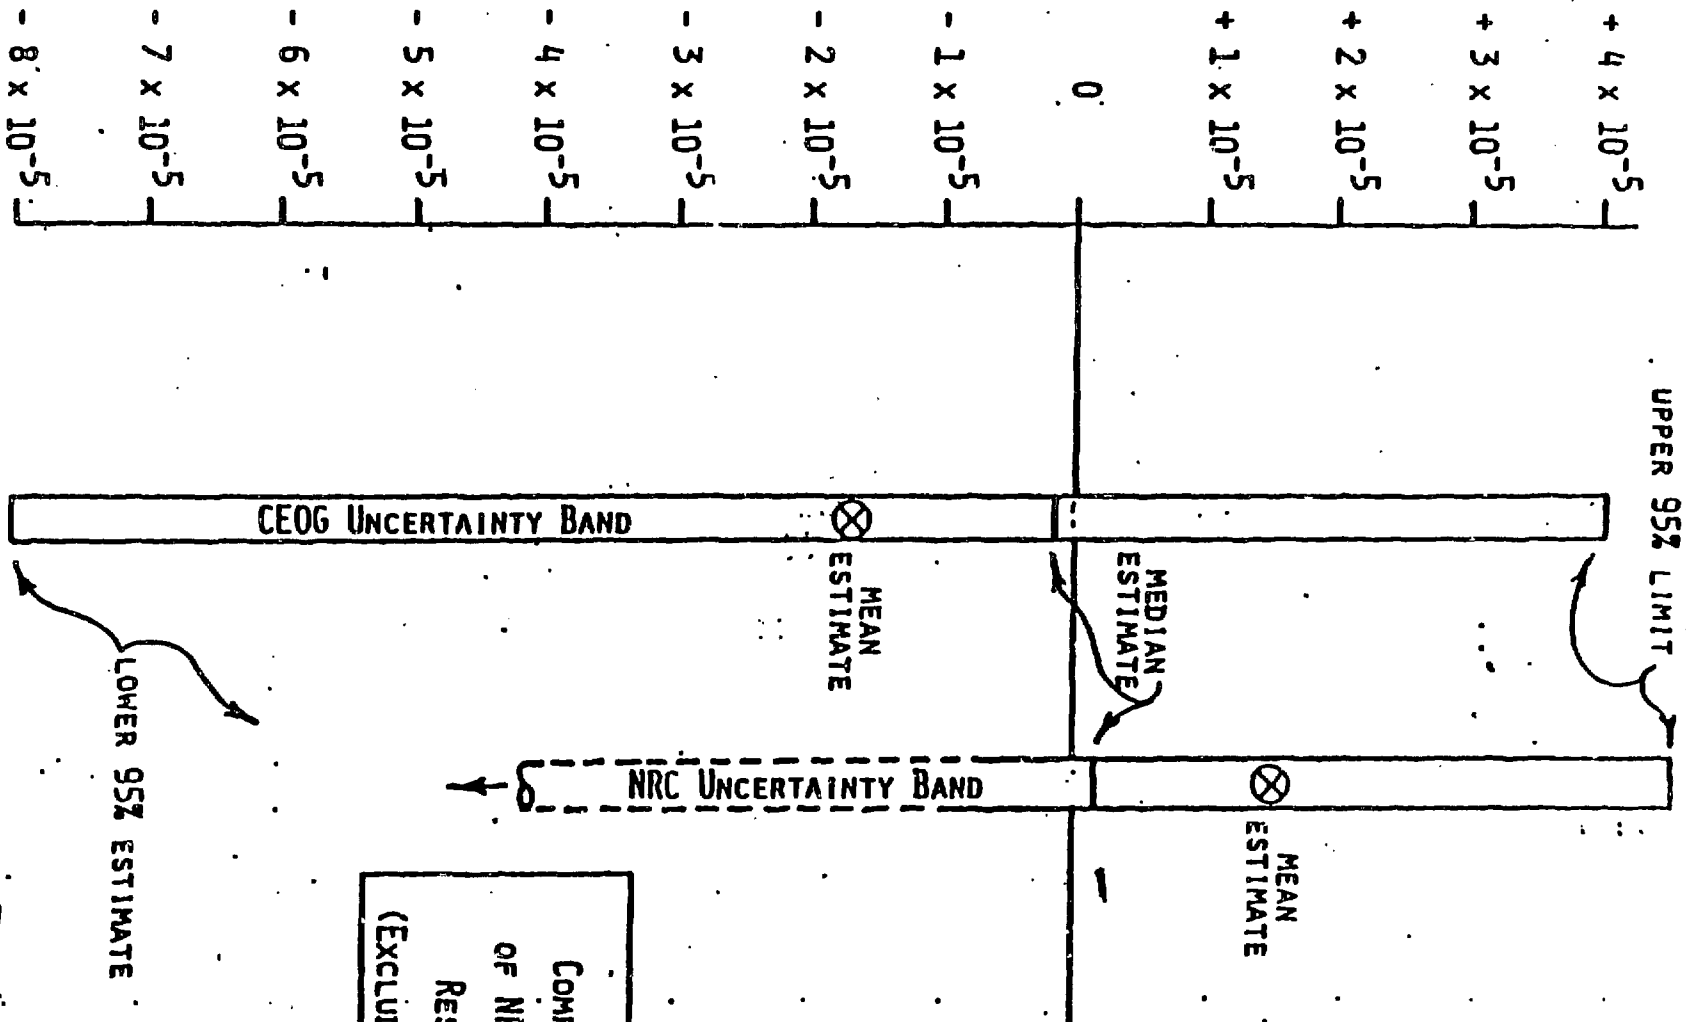 + 4 x 10-5
+ 3 x 10-5
+ 2 x 10-5
+ 1 x 10-5
0
- 1 x 10-5
- 2 x 10-5
- 3 x 10-5
- 4 x 10-5
- 5 x 10-5
- 6 x 10-5
- 7 x 10-5
- 8 x 10-5
UPPER 95% LIMIT
MEDIAN
ESTIMATE
MEAN
ESTIMATE
CEOG UNCERTAINTY BAND
LOWER 95% ESTIMATE
MEAN
ESTIMATE
NRC UNCERTAINTY BAND
OF
(